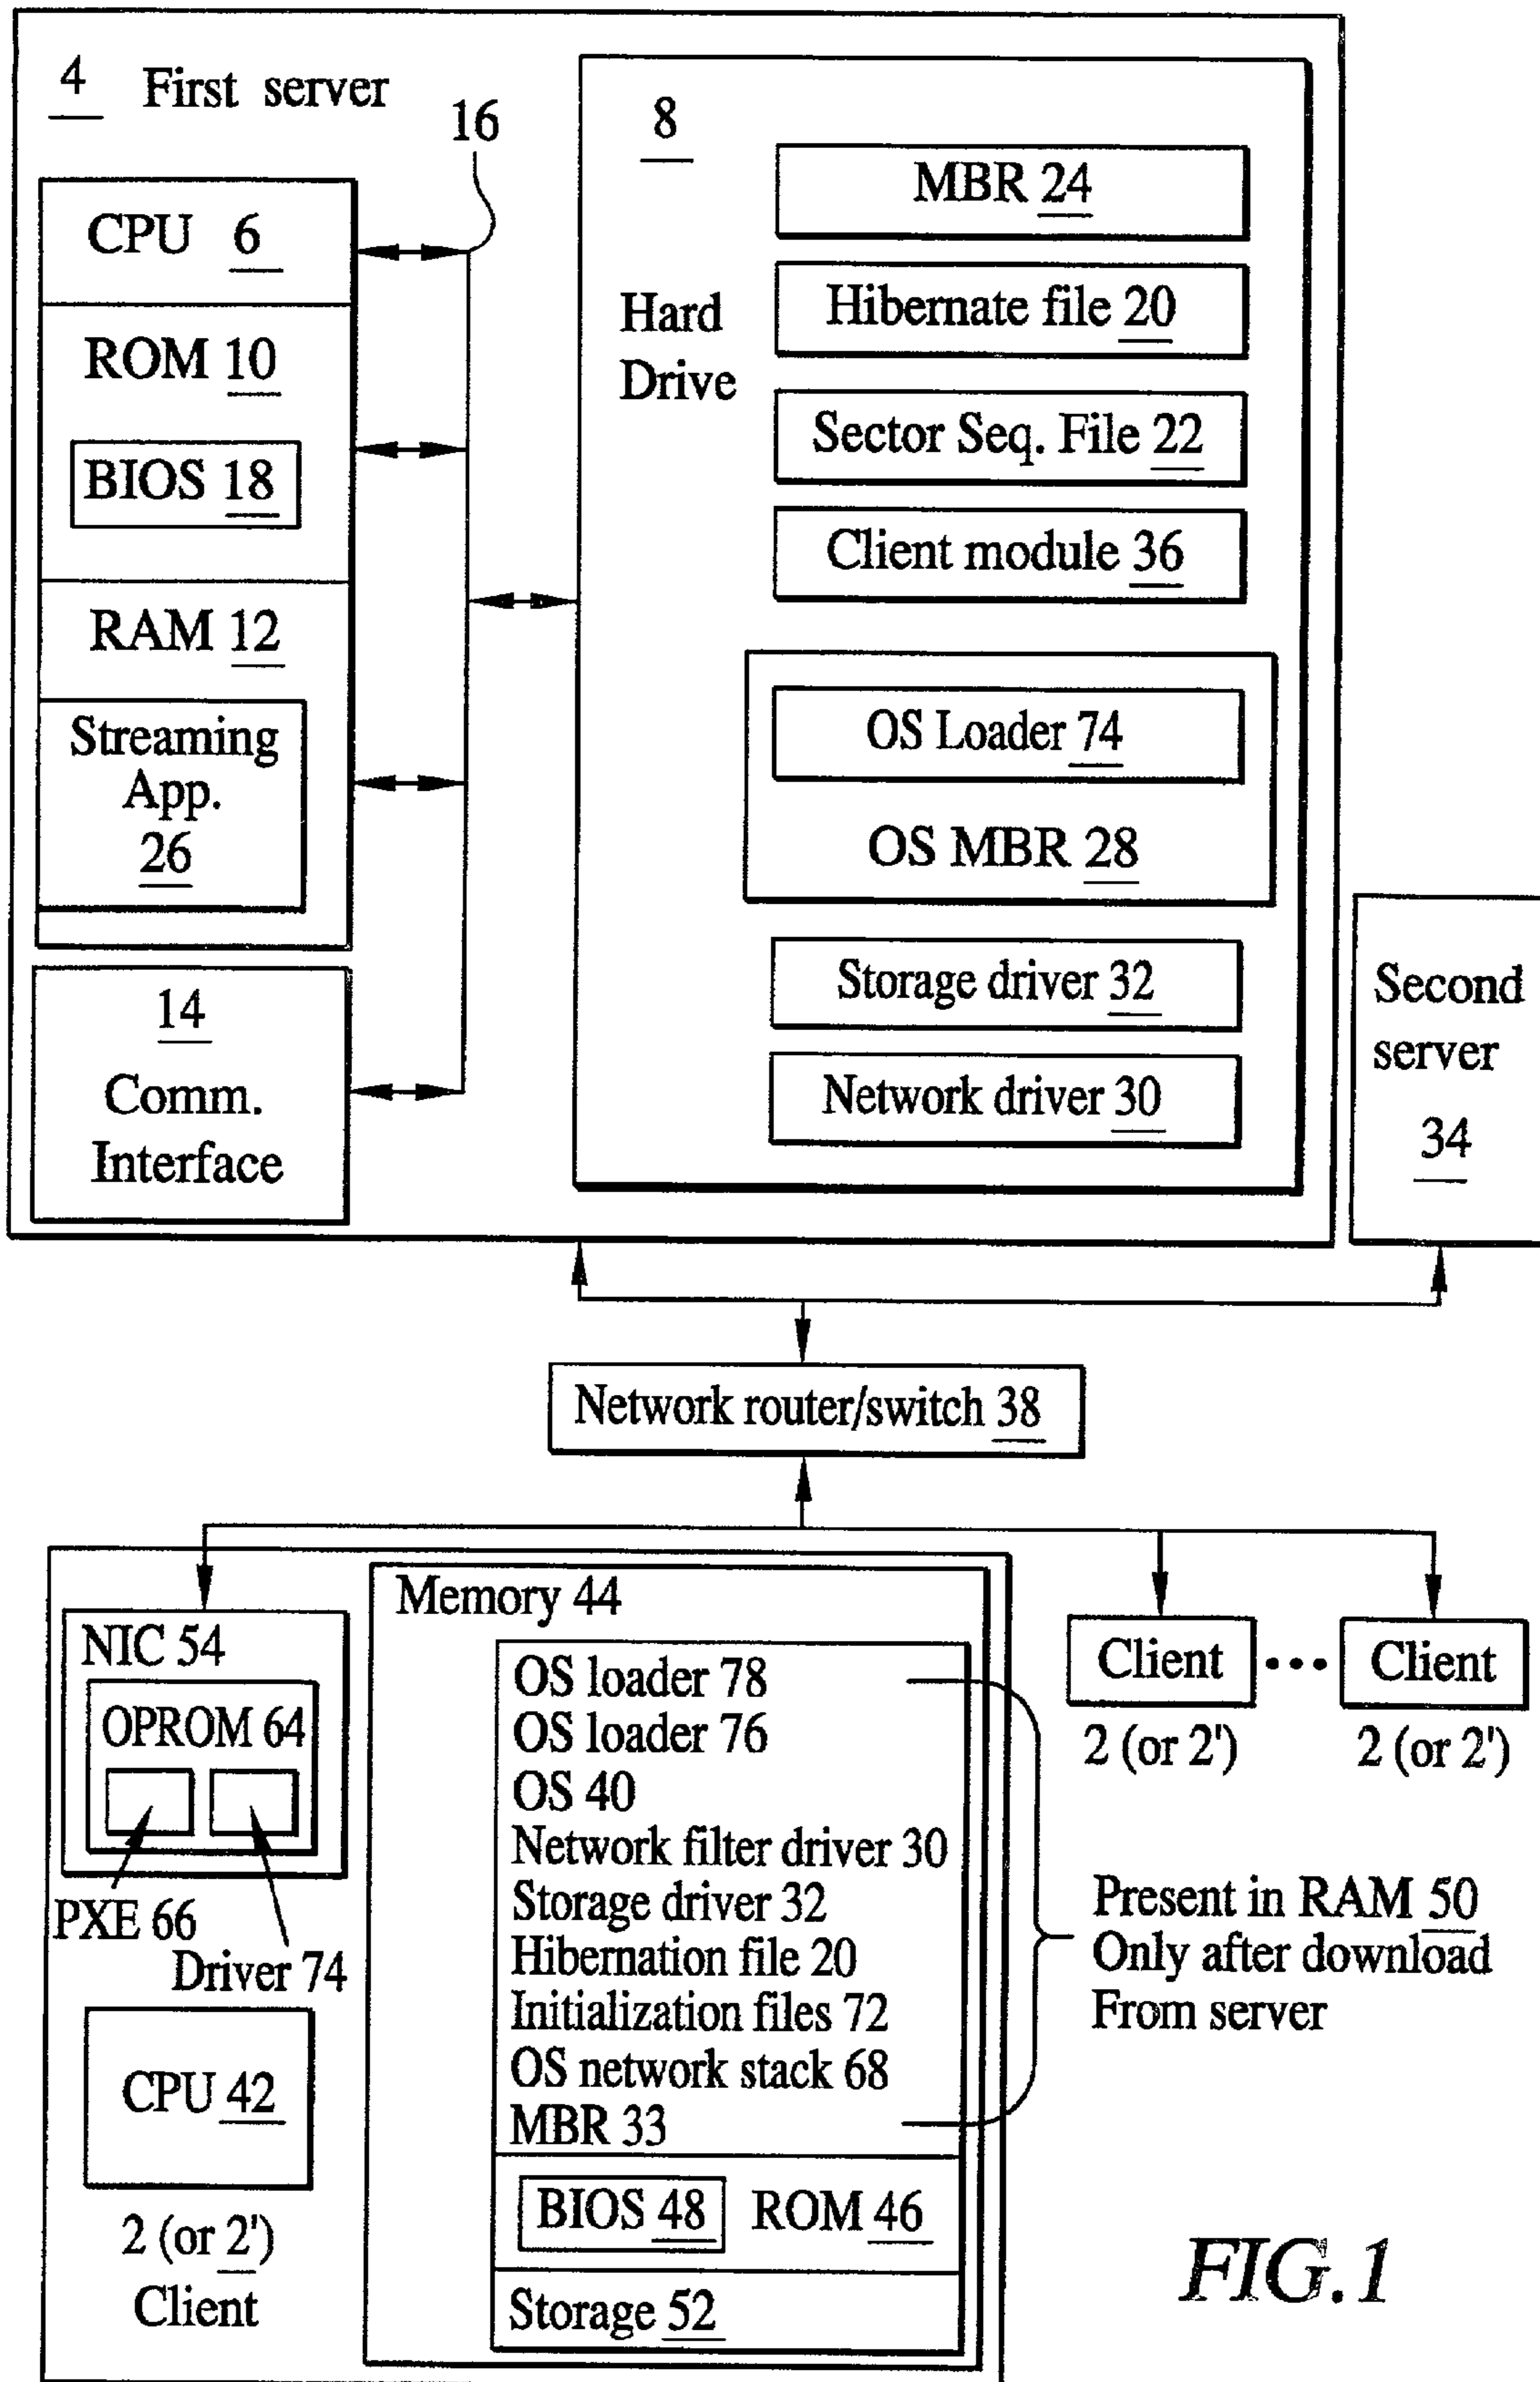 4 First server
16
CPU 6
ROM 10
BIOS 18
RAM 12
Streaming
App.
26
14
Comm.
Interface
8
Hard
Drive
MBR 24
Hibernate file 20
Sector Seq. File 22
Client module 36
OS Loader 74
OS MBR 28
Storage driver 32
Network driver 30
Second
server
34
Network router/switch 38
NIC 54
OPROM 64
PXE 66
Driver 74
CPU 42
2 (or 2')
Client
Memory 44
OS loader 78
OS loader 76
OS 40
Network filter driver 30
Storage driver 32
Hibernation file 20
Initialization files 72
OS network stack 68
MBR 33
BIOS 48 ROM 46
Storage 52
Client ••• Client
2 (or 2') 2 (or 2')
Present in RAM 50
Only after download
From server
FIG.1